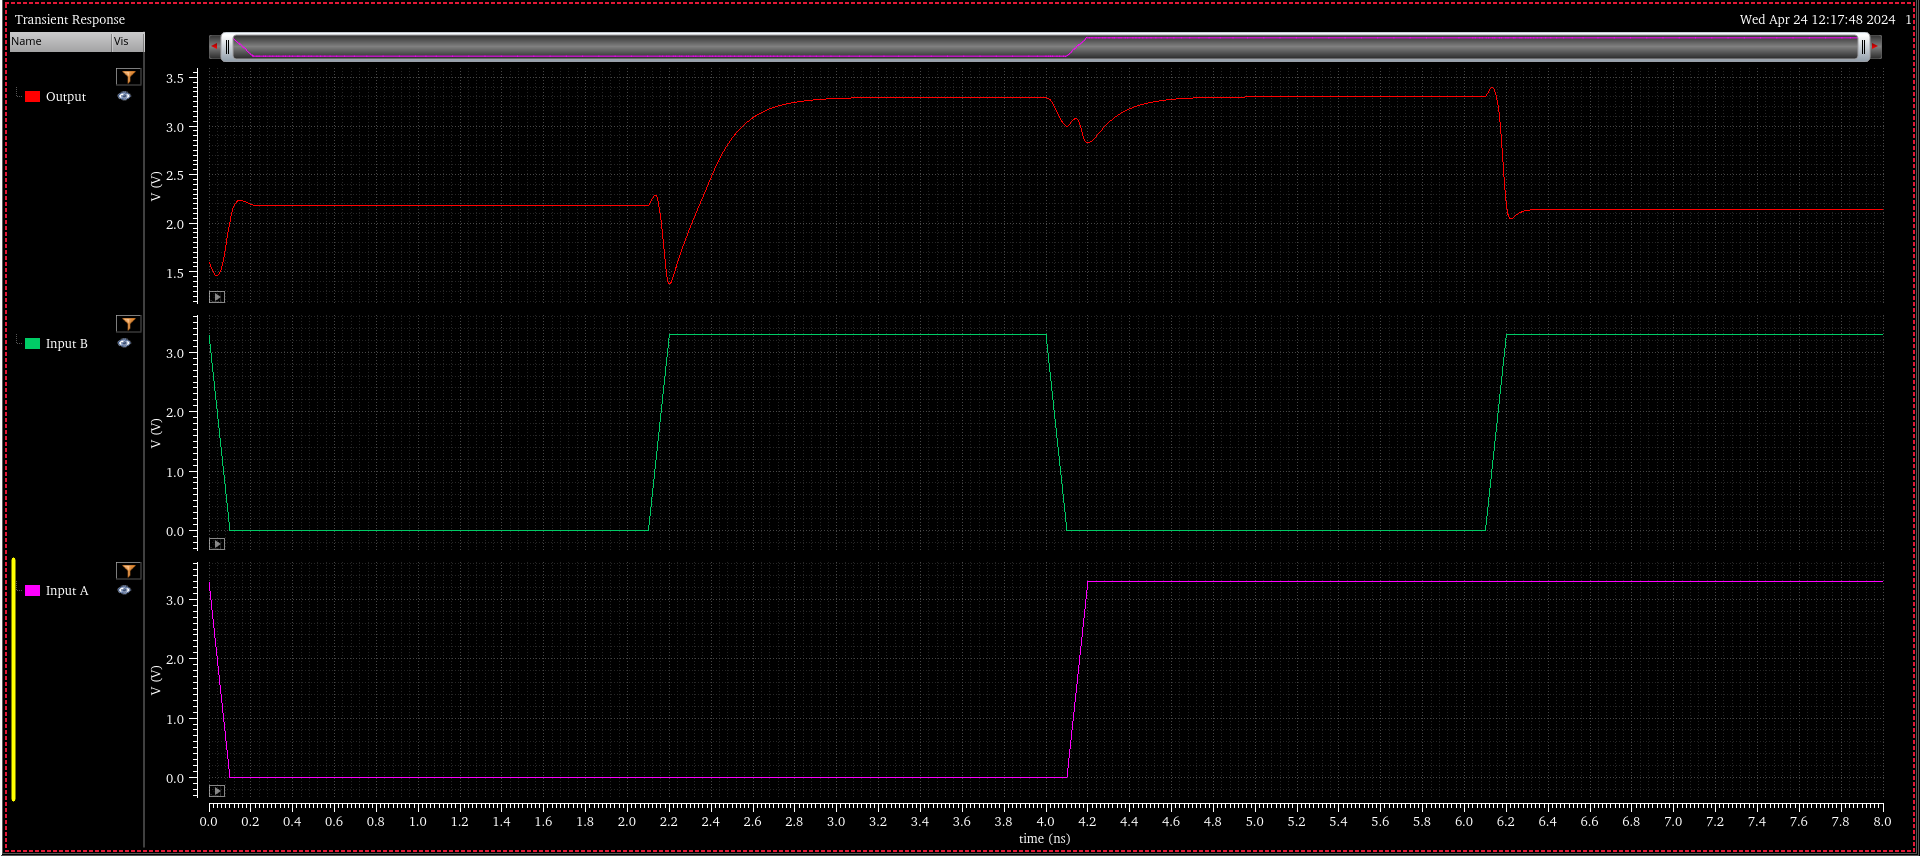 Transient Response
Wed Apr 24 12:17:48 2024 1
Name Vis
Output
V (V)
3.5
3.0
2.5
2.0
1.5
Input B
V (V)
3.0
2.0
1.0
0.0
Input A
V (V)
3.0
2.0
1.0
0.0
0.0 0.2 0.4 0.6 0.8 1.0 1.2 1.4 1.6 1.8 2.0 2.2 2.4 2.6 2.8 3.0 3.2 3.4 3.6 3.8 4.0 4.2 4.4 4.6 4.8 5.0 5.2 5.4 5.6 5.8 6.0 6.2 6.4 6.6 6.8 7.0 7.2 7.4 7.6 7.8 8.0
time (ns)